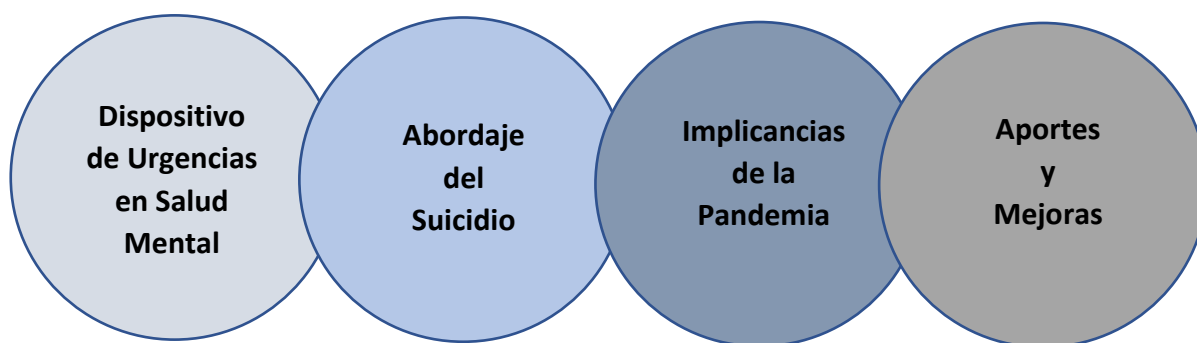 Dispositivo
de Urgencias
en Salud
Mental
Abordaje
del
Suicidio
Implicancias
de la
Pandemia
Aportes
y
Mejoras